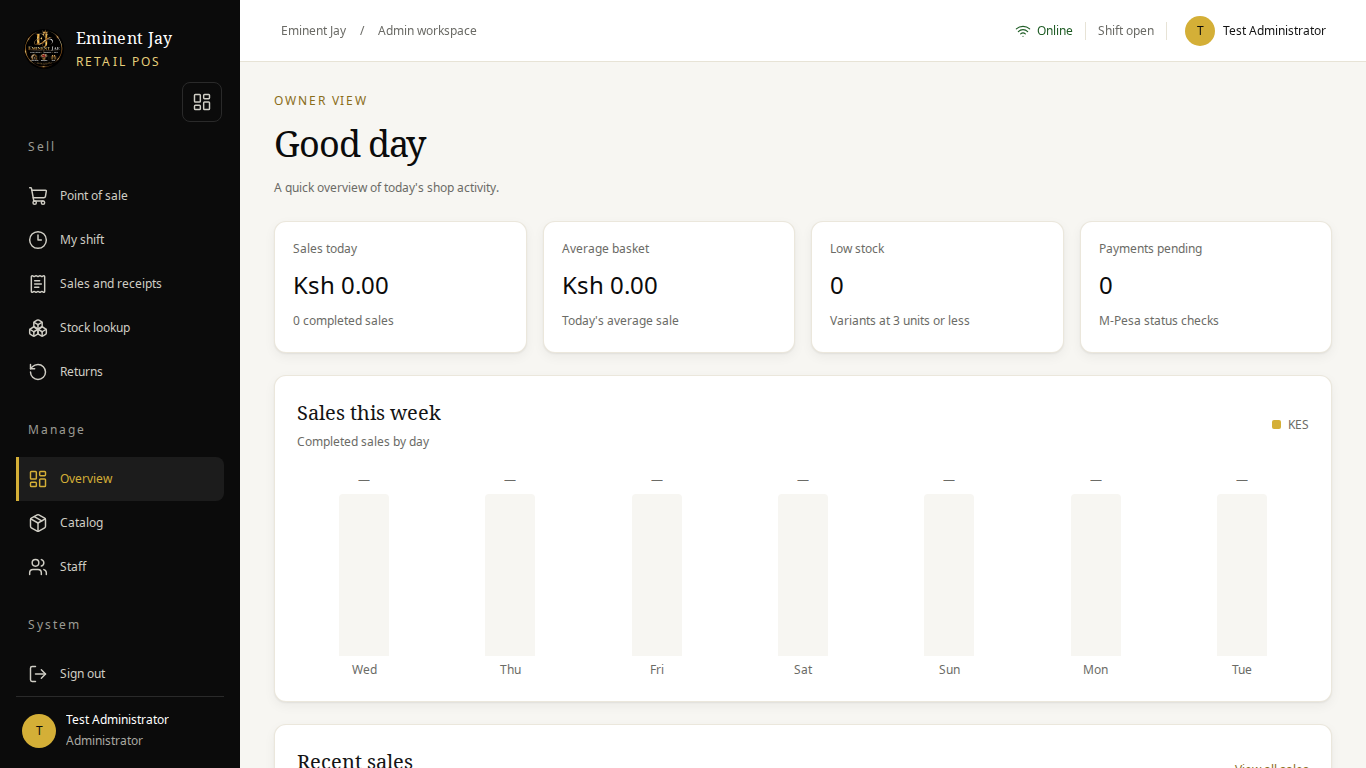 Eminent Jay
RETAIL POS
Sell
Point of sale
My shift
Sales and receipts
Stock lookup
Returns
Manage
Overview
Catalog
Staff
System
Sign out
T
Test Administrator
Administrator
Eminent Jay / Admin workspace
Online
Shift open
T
Test Administrator
OWNER VIEW
Good day
A quick overview of today's shop activity.
Sales today
Ksh 0.00
0 completed sales
Average basket
Ksh 0.00
Today's average sale
Low stock
0
Variants at 3 units or less
Payments pending
0
M-Pesa status checks
Sales this week
Completed sales by day
KES
— — — — — — —
Wed Thu Fri Sat Sun Mon Tue
Recent sales
View all sales